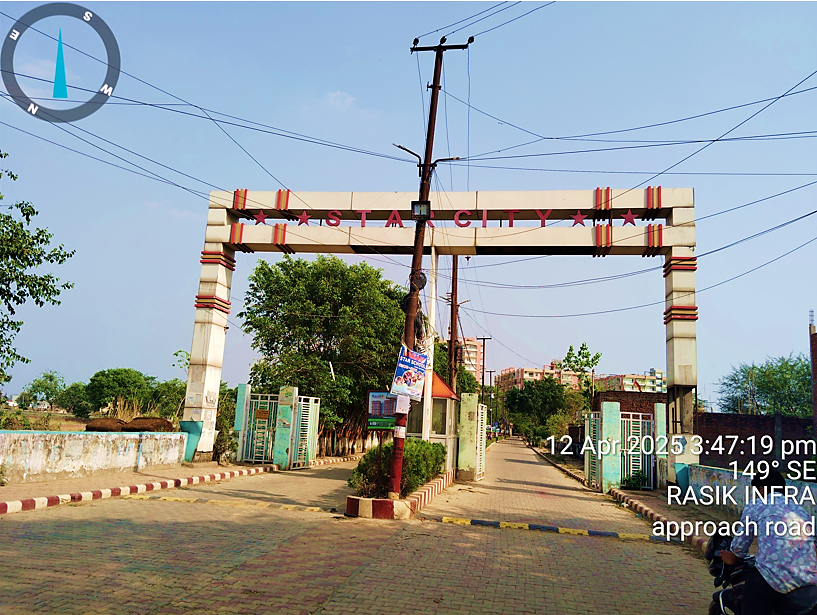 S
E
W
N
★ ★ STAR CITY ★ ★
12 Apr 2025 3:47:19 pm
149° SE
RASIK INFRA
approach road